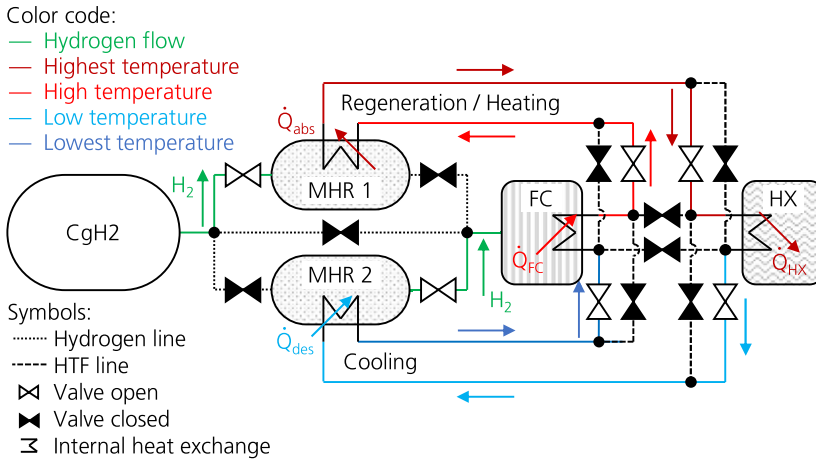 Color code:
Hydrogen flow
Highest temperature
High temperature
Low temperature
Lowest temperature
Regeneration / Heating
Q̇abs
H2
MHR 1
FC
HX
CgH2
Q̇FC
Q̇HX
MHR 2
H2
Q̇des
Cooling
Symbols:
Hydrogen line
HTF line
Valve open
Valve closed
Internal heat exchange